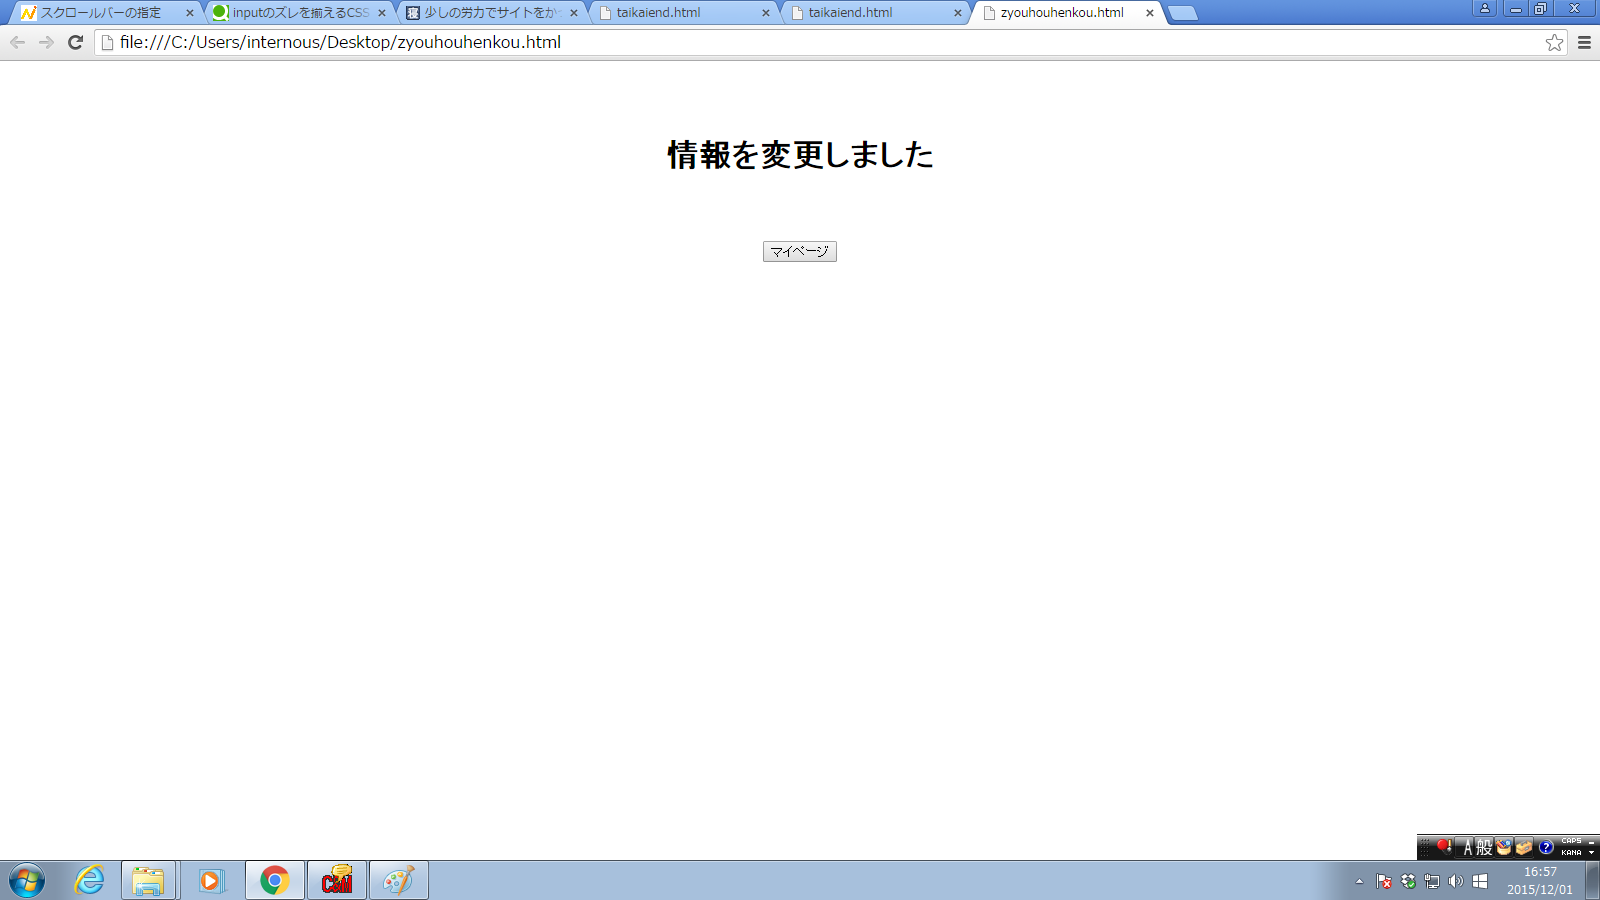 スクロールバーの指定
inputのズレを揃えるCSS
少しの労力でサイトをか
taikaiend.html
taikaiend.html
zyouhouhenkou.html
file:///C:/Users/internous/Desktop/zyouhouhenkou.html
情報を変更しました
マイページ
A般
CAPS
KANA
CSM
16:57
2015/12/01